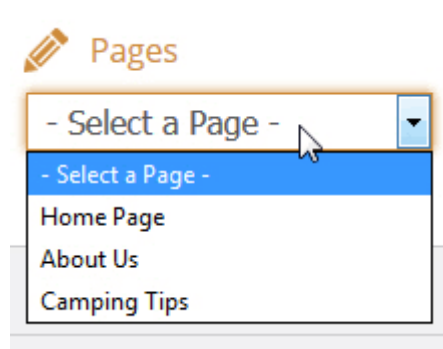 Pages
- Select a Page -
- Select a Page -
Home Page
About Us
Camping Tips